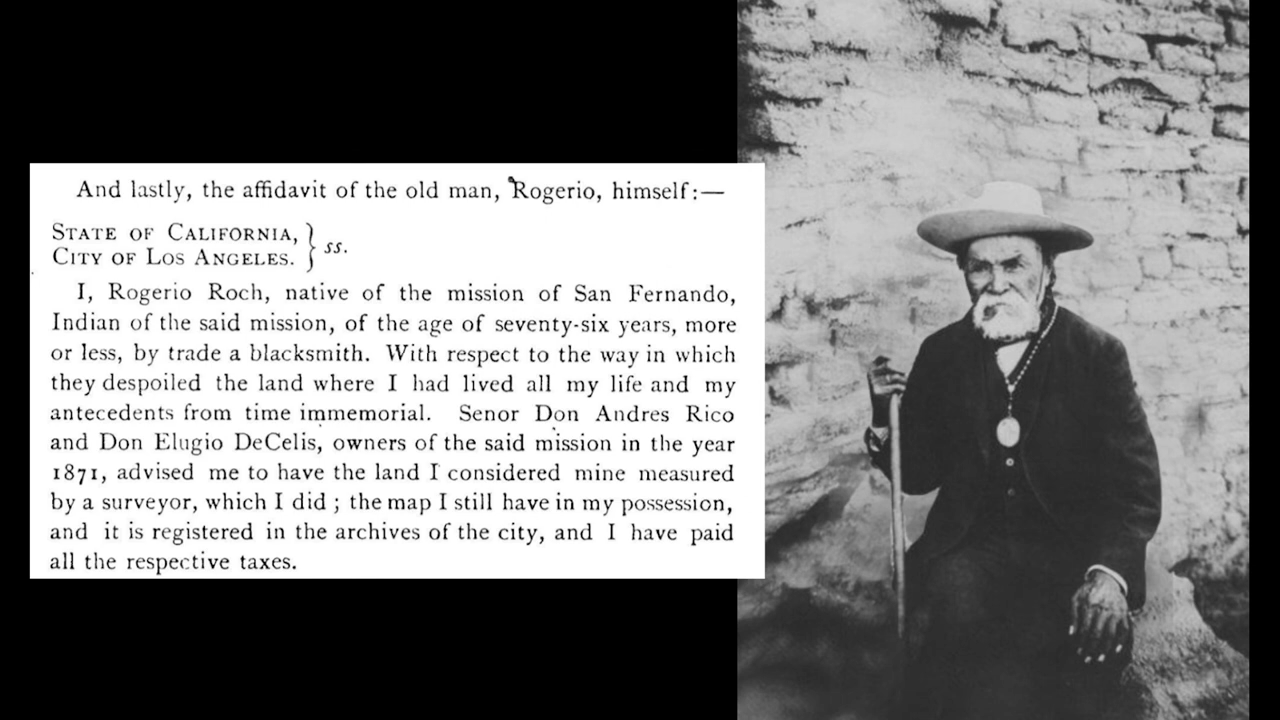 And lastly, the affidavit of the old man, Rogerio, himself:—
STATE OF CALIFORNIA,
CITY OF LOS ANGELES. } ss.
I, Rogerio Roch, native of the mission of San Fernando,
Indian of the said mission, of the age of seventy-six years, more
or less, by trade a blacksmith. With respect to the way in which
they despoiled the land where I had lived all my life and my
antecedents from time immemorial. Senor Don Andres Rico
and Don Elugio DeCelis, owners of the said mission in the year
1871, advised me to have the land I considered mine measured
by a surveyor, which I did ; the map I still have in my possession,
and it is registered in the archives of the city, and I have paid
all the respective taxes.